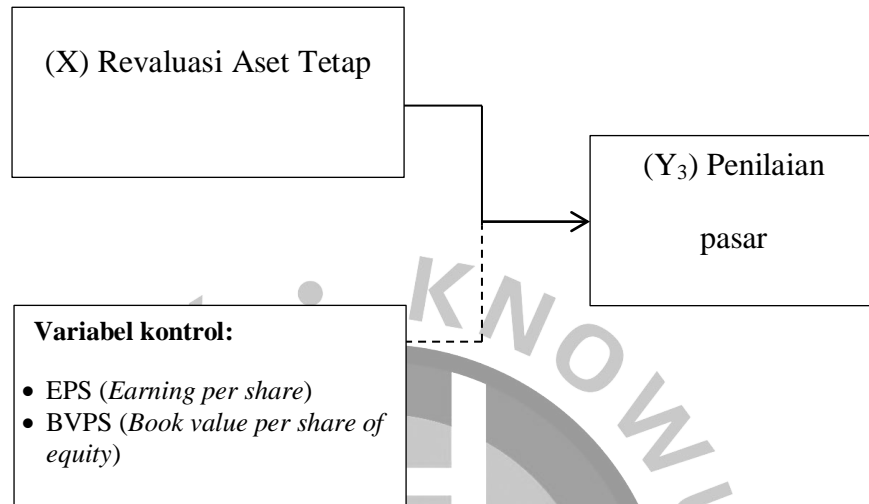 (X) Revaluasi Aset Tetap
(Y₃) Penilaian
pasar
Variabel kontrol:
• EPS (Earning per share)
• BVPS (Book value per share of
equity)
KNOW